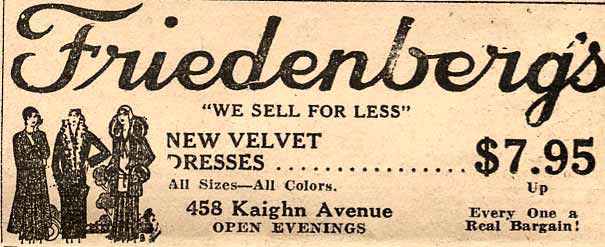 Friedenberg's
"WE SELL FOR LESS"
NEW VELVET
DRESSES .................... $7.95
All Sizes—All Colors.
Up
458 Kaighn Avenue
OPEN EVENINGS
Every One a
Real Bargain!